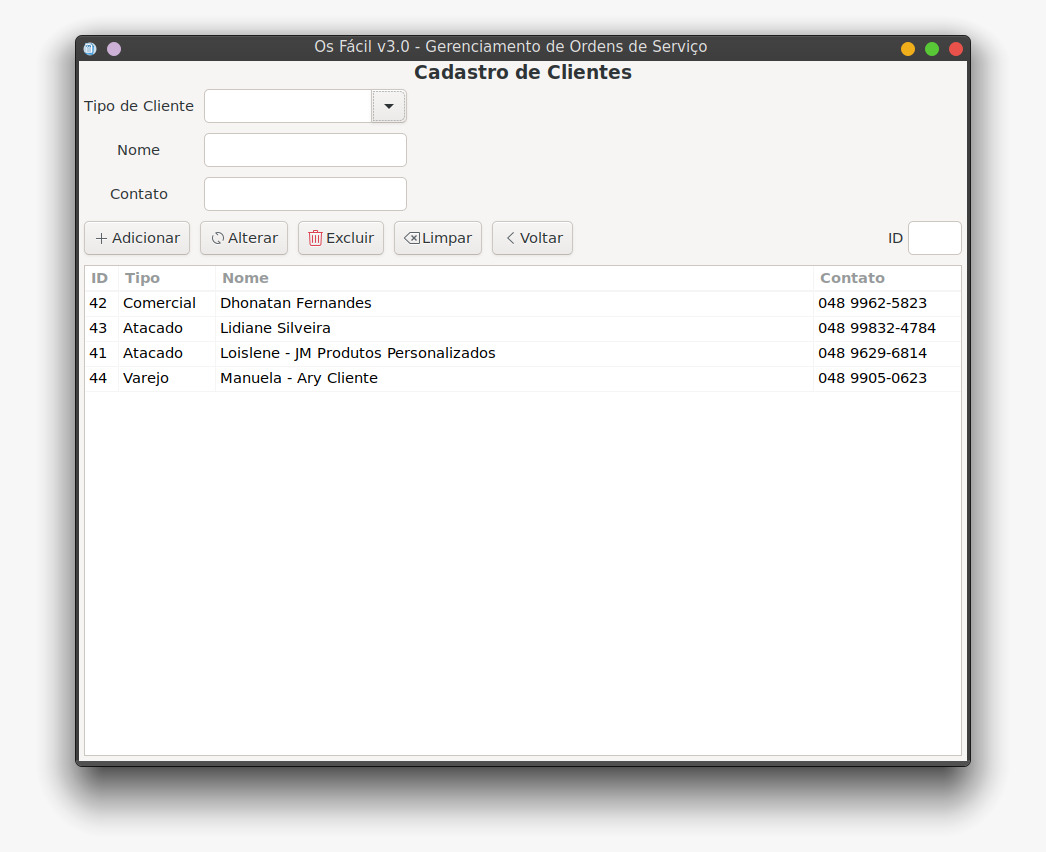 Os Fácil v3.0 - Gerenciamento de Ordens de Serviço
Cadastro de Clientes
Tipo de Cliente
Nome
Contato
Adicionar Alterar Excluir Limpar Voltar ID
ID Tipo Nome Contato
42 Comercial Dhonatan Fernandes 048 9962-5823
43 Atacado Lidiane Silveira 048 99832-4784
41 Atacado Loislene - JM Produtos Personalizados 048 9629-6814
44 Varejo Manuela - Ary Cliente 048 9905-0623